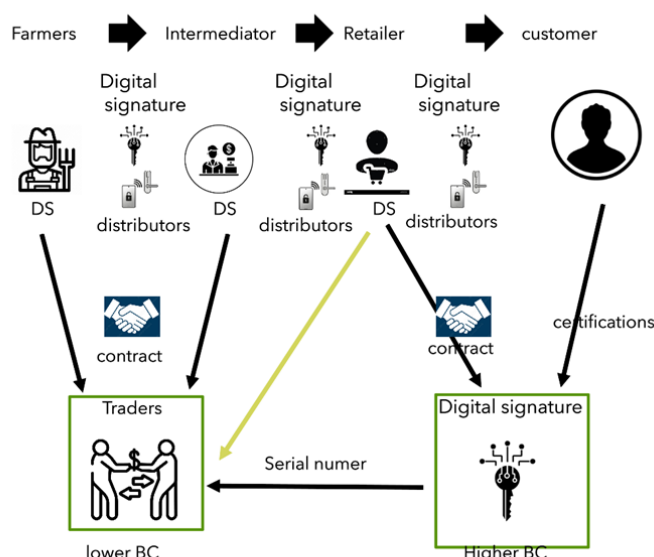 Farmers
Intermediator
Retailer
customer
Digital
signature
Digital
signature
Digital
signature
DS
distributors
DS
distributors
DS
distributors
contract
contract
certifications
Traders
Digital signature
Serial numer
lower BC
Higher BC